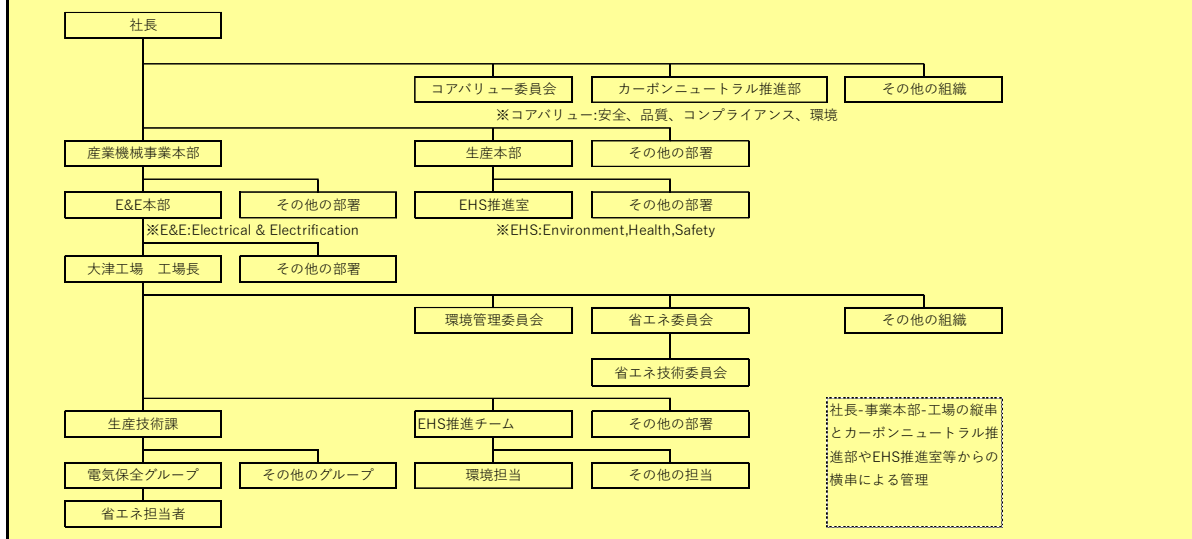 社長
コアバリュー委員会
カーボンニュートラル推進部
その他の組織
※コアバリュー:安全、品質、コンプライアンス、環境
産業機械事業本部
生産本部
その他の部署
E&E本部
その他の部署
EHS推進室
その他の部署
※E&E:Electrical & Electrification
※EHS:Environment,Health,Safety
大津工場　工場長
その他の部署
環境管理委員会
省エネ委員会
その他の組織
省エネ技術委員会
生産技術課
EHS推進チーム
その他の部署
電気保全グループ
その他のグループ
環境担当
その他の担当
省エネ担当者
社長-事業本部-工場の縦串
とカーボンニュートラル推
進部やEHS推進室等からの
横串による管理